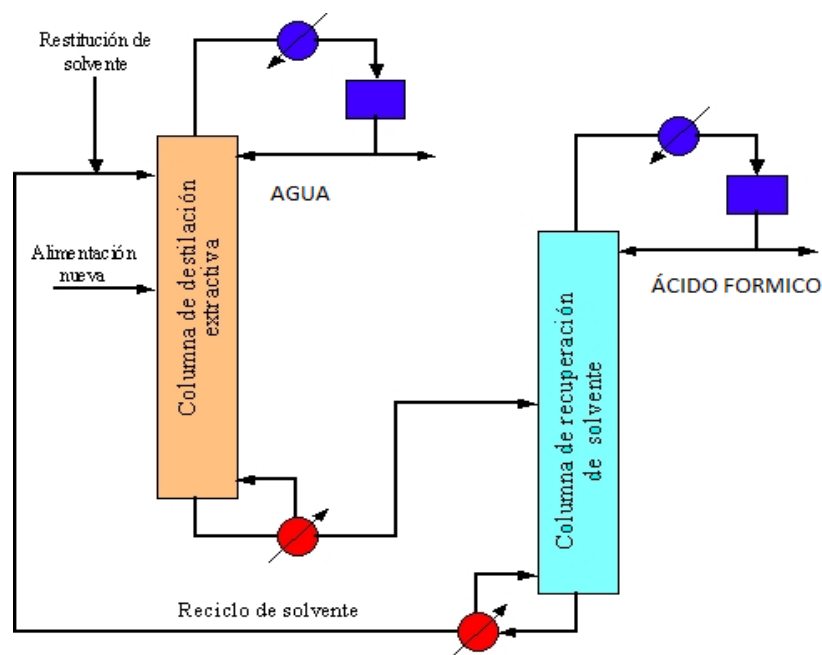 Restitución de
solvente
AGUA
Alimentación
nueva
Columna de destilación
extractiva
ÁCIDO FORMICO
Columna de recuperación
de solvente
Reciclo de solvente